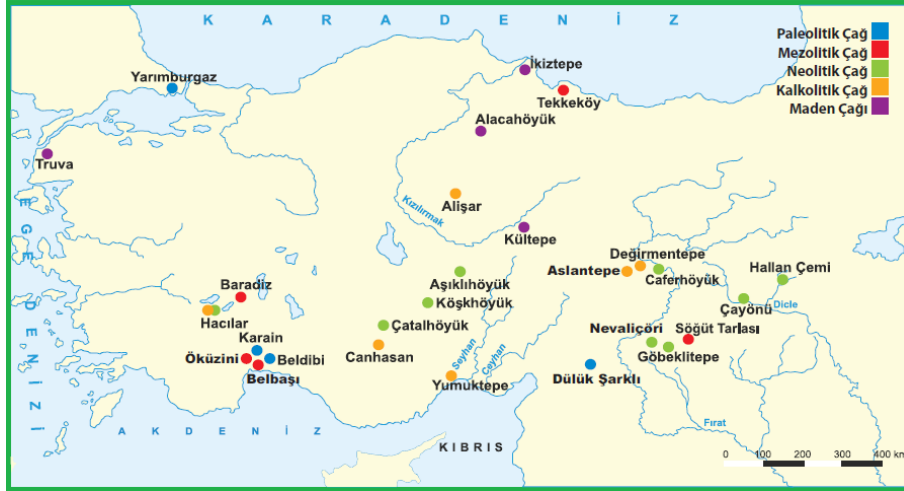 KARADENİZ
Paleolitik Çağ
Mezolitik Çağ
Neolitik Çağ
Kalkolitik Çağ
Maden Çağı
Yarımburgaz
İkiztepe
Tekkeköy
Alacahöyük
Truva
EGE DENİZİ
Alişar
Kızılırmak
Kültepe
Değirmentepe
Aslantepe
Caferhöyük
Hallan Çemi
Çayönü
Dicle
Baradiz
Aşıklıhöyük
Köşkhöyük
Hacılar
Çatalhöyük
Nevaliçöri
Söğüt Tarlası
Göbeklitepe
Karain
Öküzini
Beldibi
Belbaşı
Canhasan
Seyhan
Ceyhan
Yumuktepe
Dülük Şarklı
Fırat
AKDENİZ
KIBRIS
0 100 200 300 400 km